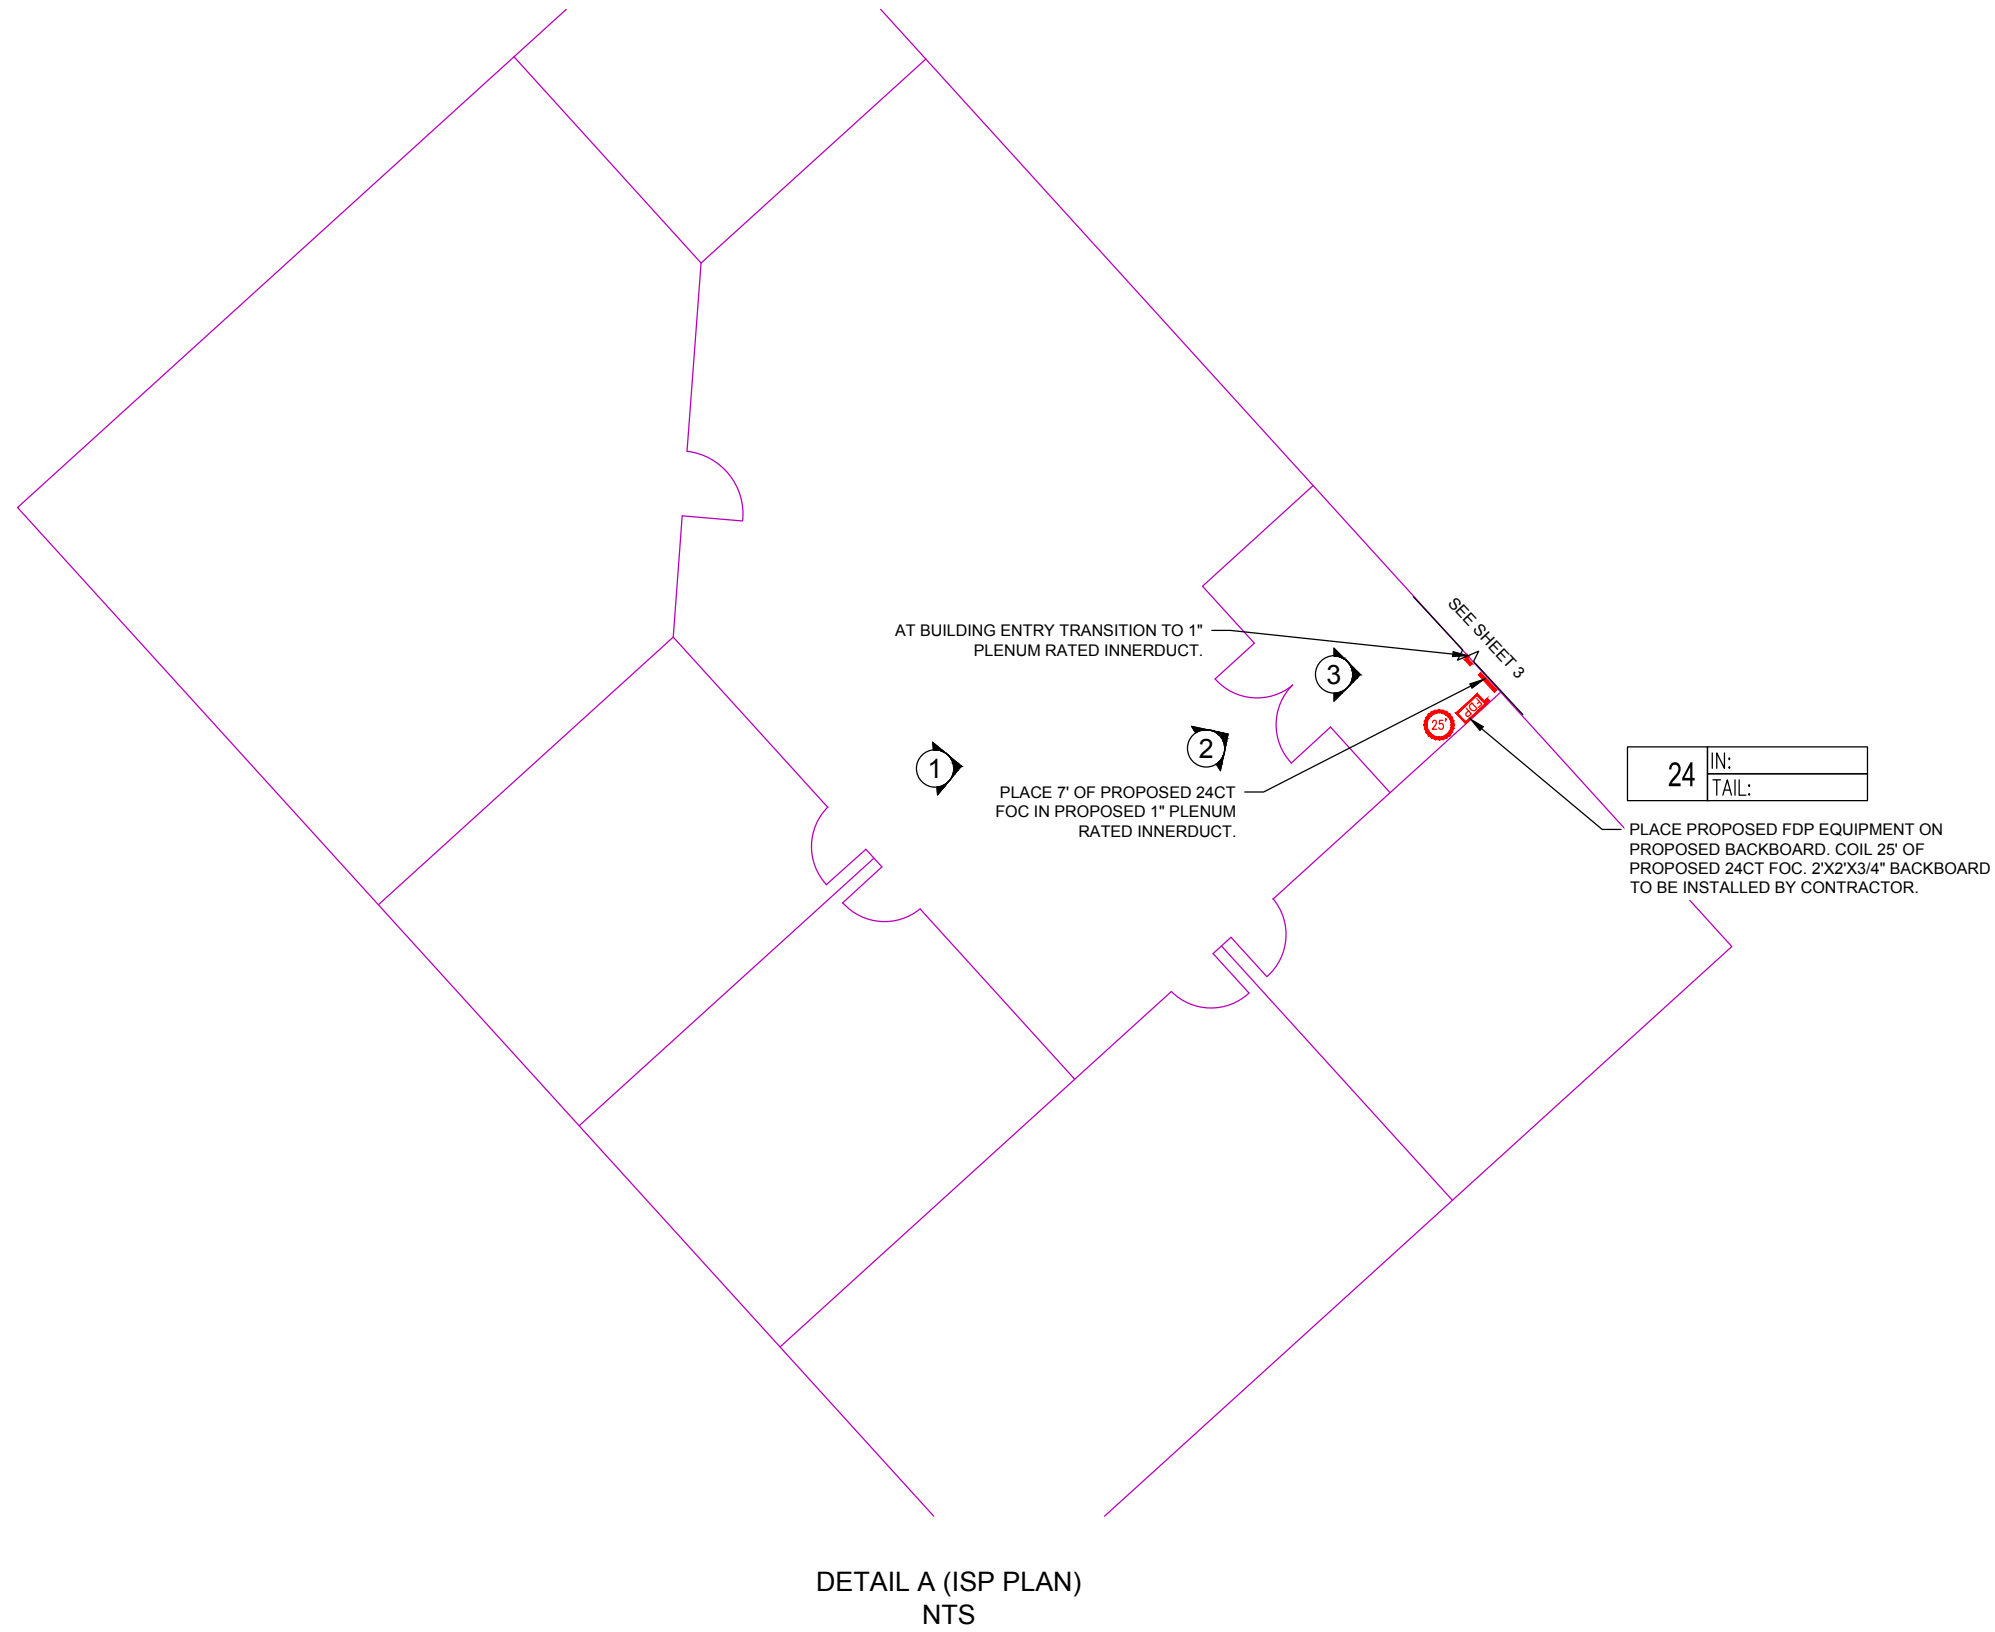 SEE SHEET 3
AT BUILDING ENTRY TRANSITION TO 1"
PLENUM RATED INNERDUCT.
3
FDP
25'
2
1
PLACE 7' OF PROPOSED 24CT
FOC IN PROPOSED 1" PLENUM
RATED INNERDUCT.
24
IN:
TAIL:
PLACE PROPOSED FDP EQUIPMENT ON
PROPOSED BACKBOARD. COIL 25' OF
PROPOSED 24CT FOC. 2'X2'X3/4" BACKBOARD
TO BE INSTALLED BY CONTRACTOR.
DETAIL A (ISP PLAN)
NTS